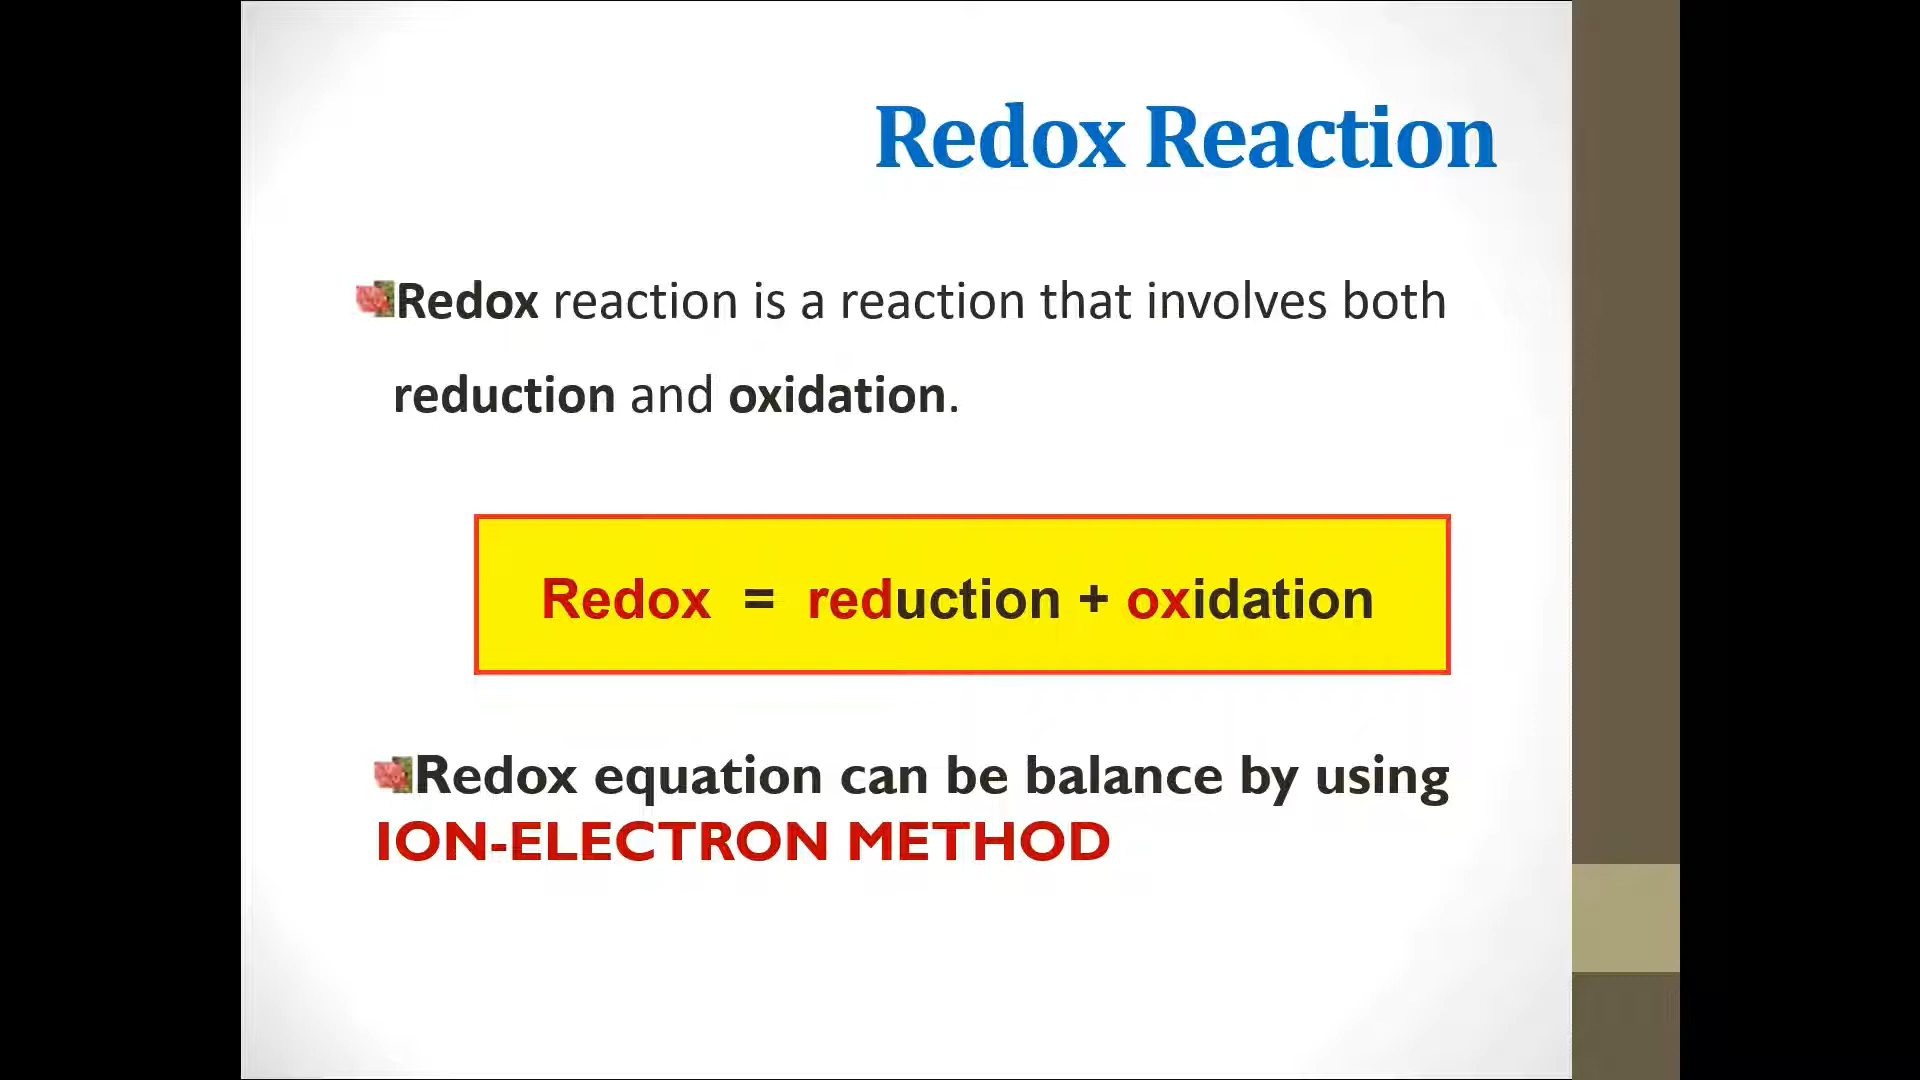 Redox Reaction
Redox reaction is a reaction that involves both
reduction and oxidation.
Redox = reduction + oxidation
Redox equation can be balance by using
ION-ELECTRON METHOD